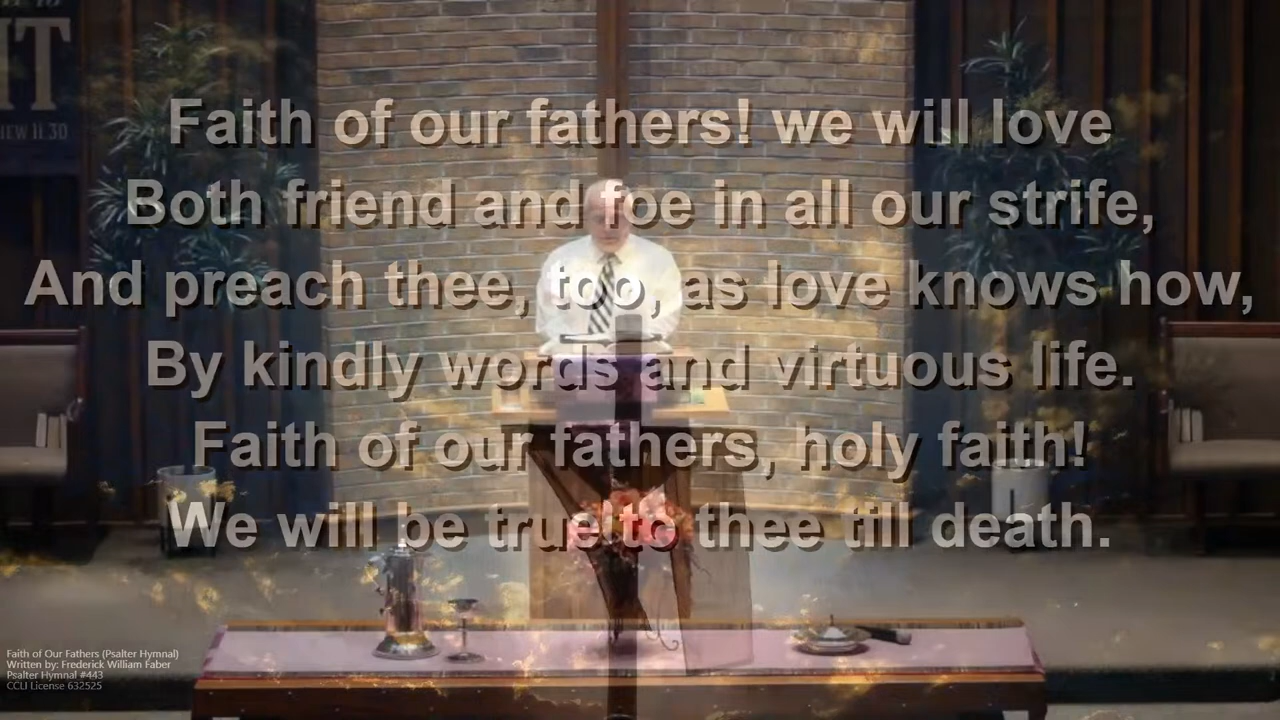 IT
11:30
Faith of our fathers! we will love
Both friend and foe in all our strife,
And preach thee, too, as love knows how,
By kindly words and virtuous life.
Faith of our fathers, holy faith!
We will be true to thee till death.
Faith of Our Fathers (Psalter Hymnal)
Written by: Frederick William Faber
Psalter Hymnal #443
CCLI License 632525